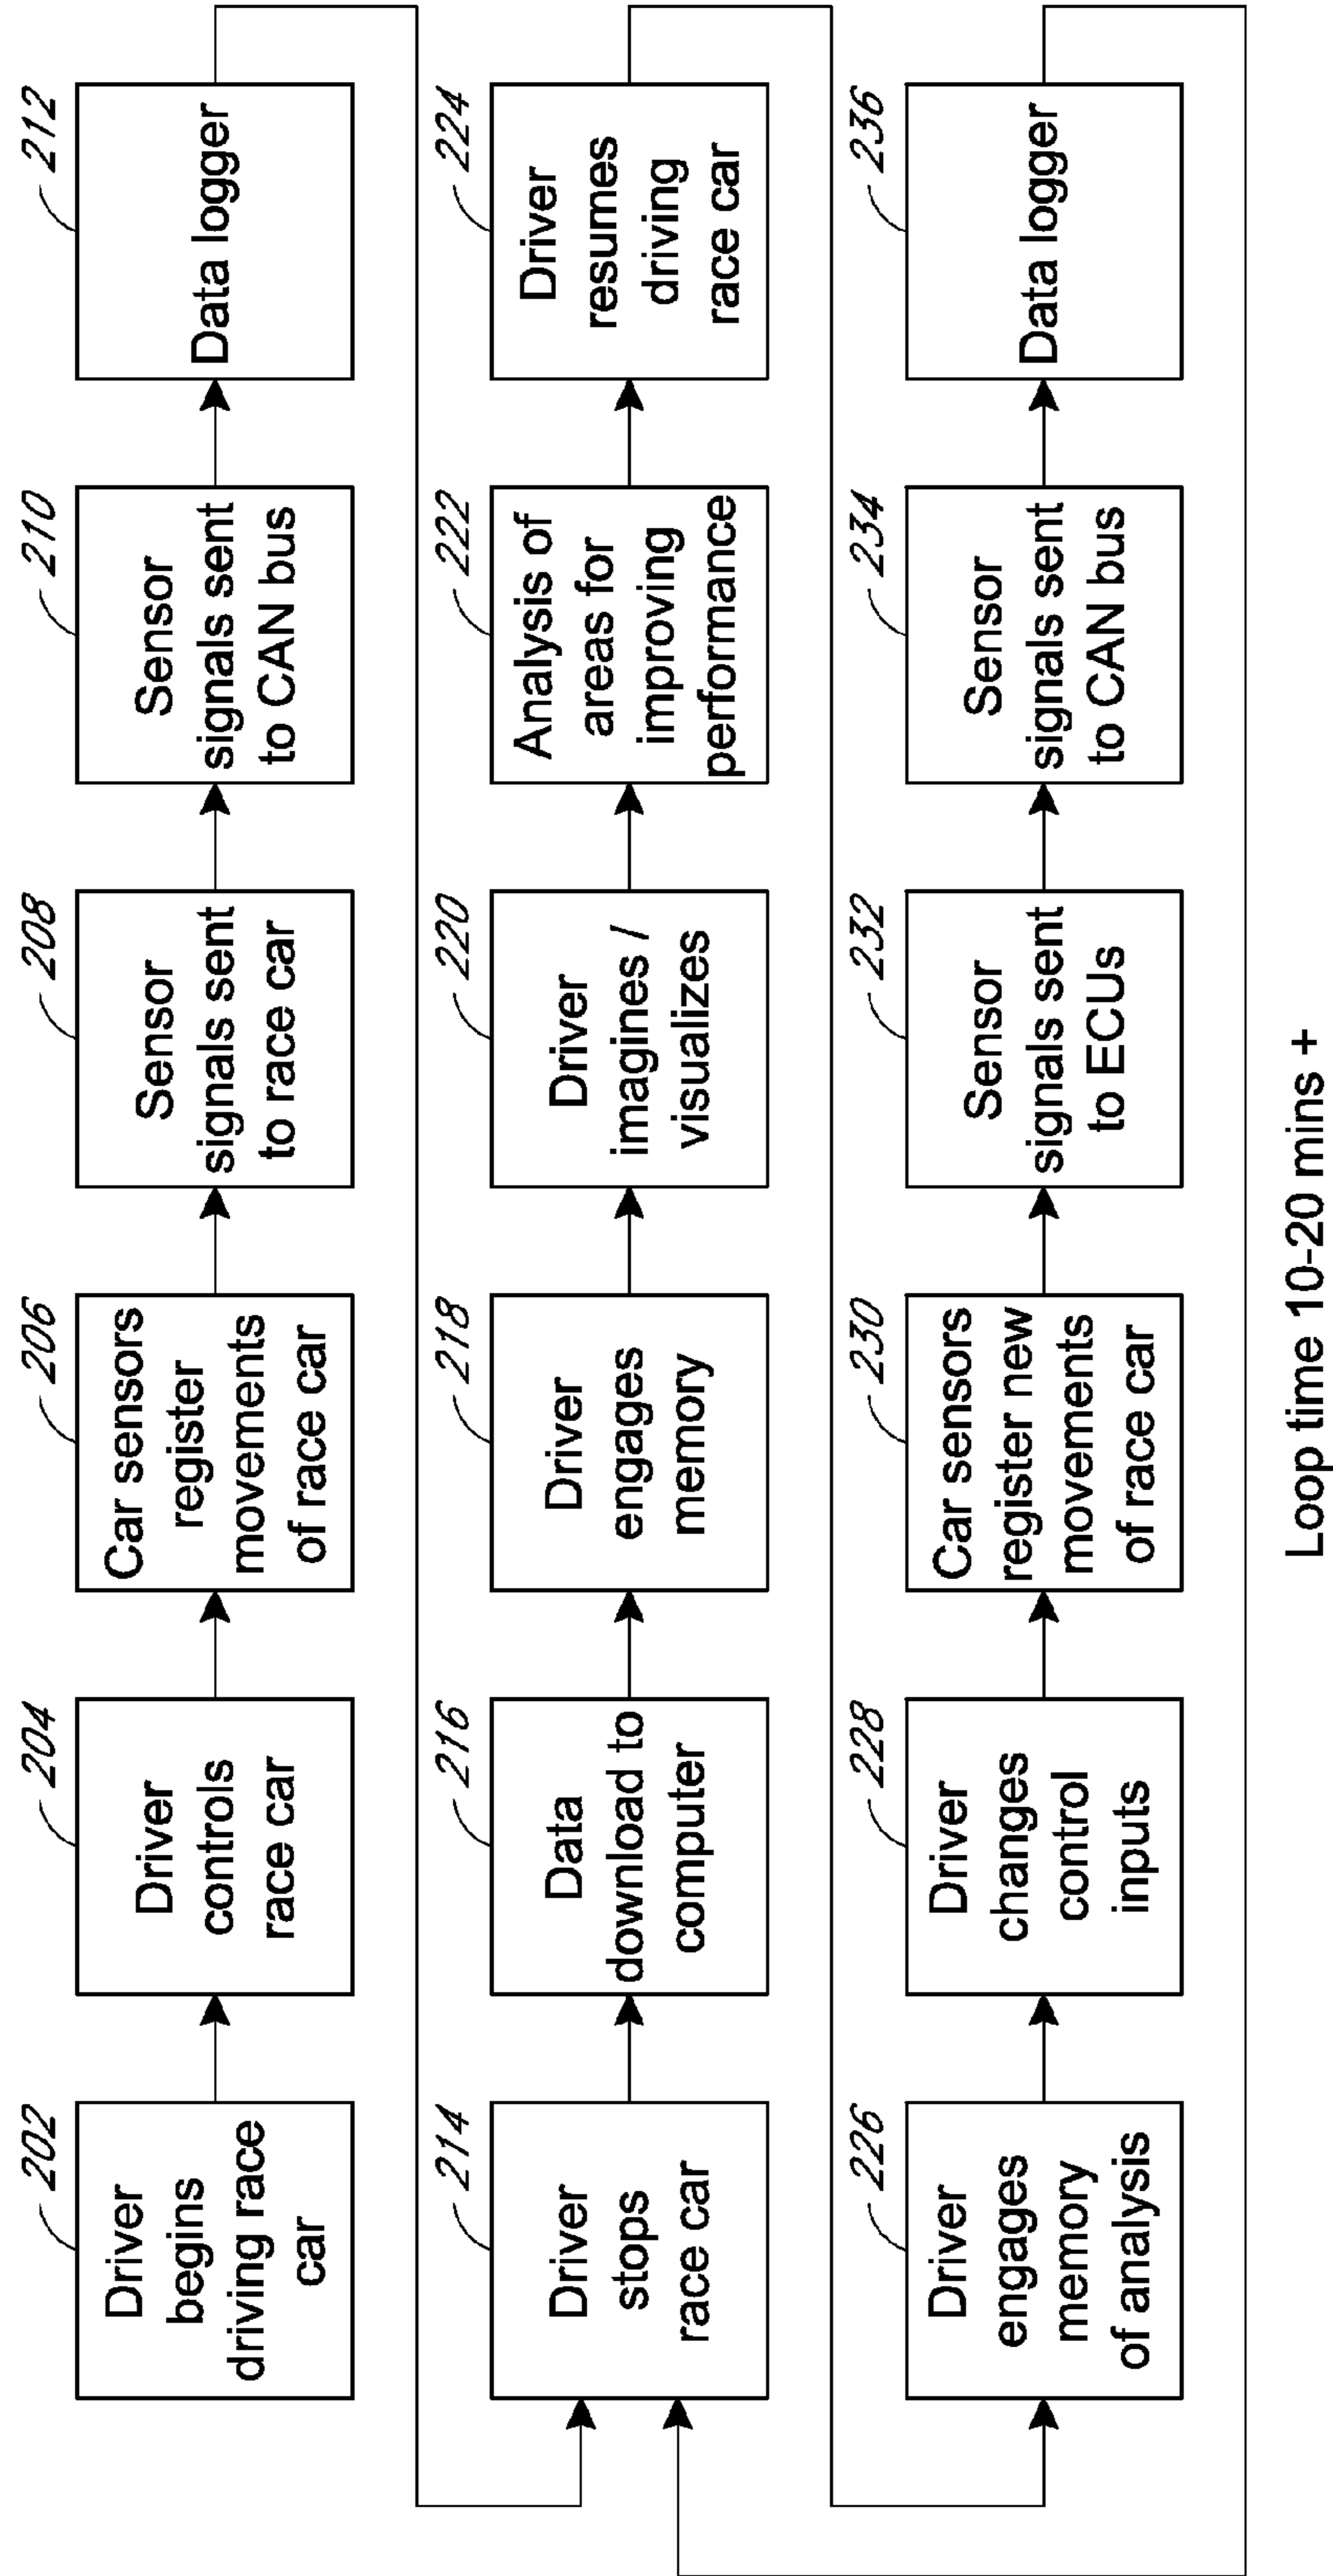 202
Driver
begins
driving race
car
204
Driver
controls
race car
206
Car sensors
register
movements
of race car
208
Sensor
signals sent
to race car
210
Sensor
signals sent
to CAN bus
212
Data logger
214
Driver
stops
race car
216
Data
download to
computer
218
Driver
engages
memory
220
Driver
imagines /
visualizes
222
Analysis of
areas for
improving
performance
224
Driver
resumes
driving
race car
226
Driver
engages
memory
of analysis
228
Driver
changes
control
inputs
230
Car sensors
register new
movements
of race car
232
Sensor
signals sent
to ECUs
234
Sensor
signals sent
to CAN bus
236
Data logger
Loop time 10-20 mins +